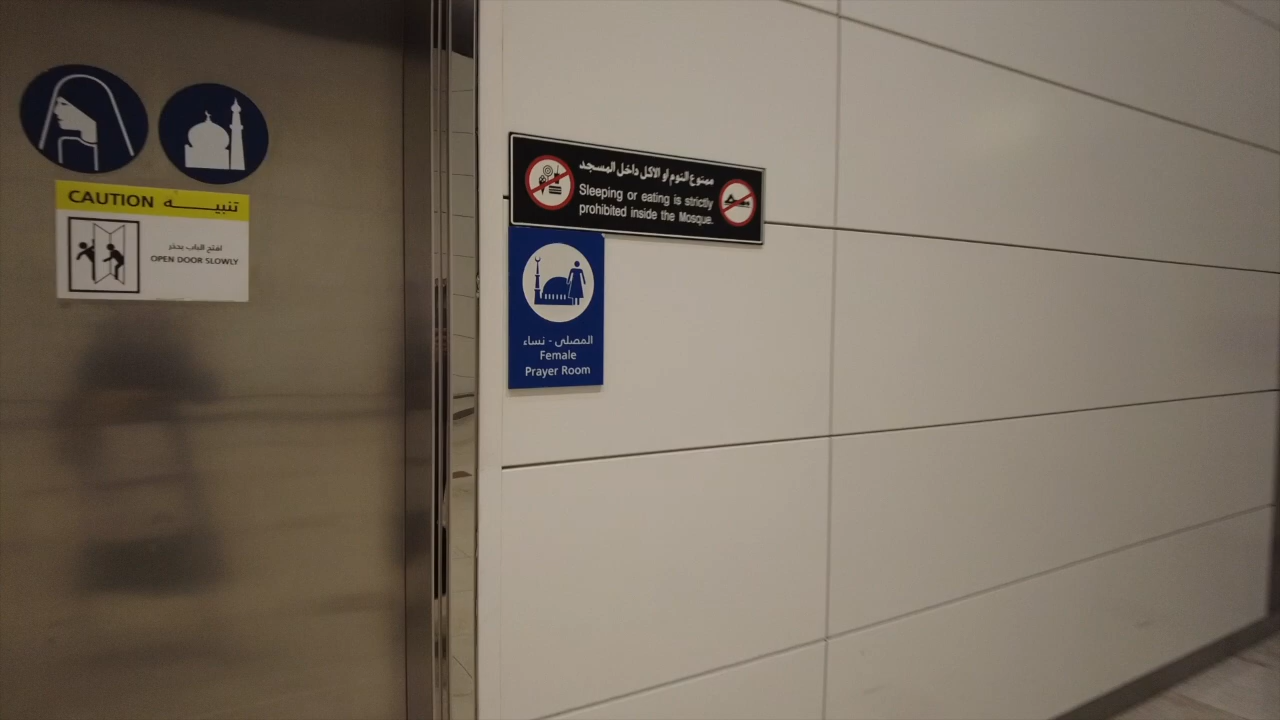 CAUTION تنبيـــــــه
افتح الباب بحذر
OPEN DOOR SLOWLY
ممنوع النوم أو الاكل داخل المسجد
Sleeping or eating is strictly
prohibited inside the Mosque.
المصلى - نساء
Female
Prayer Room